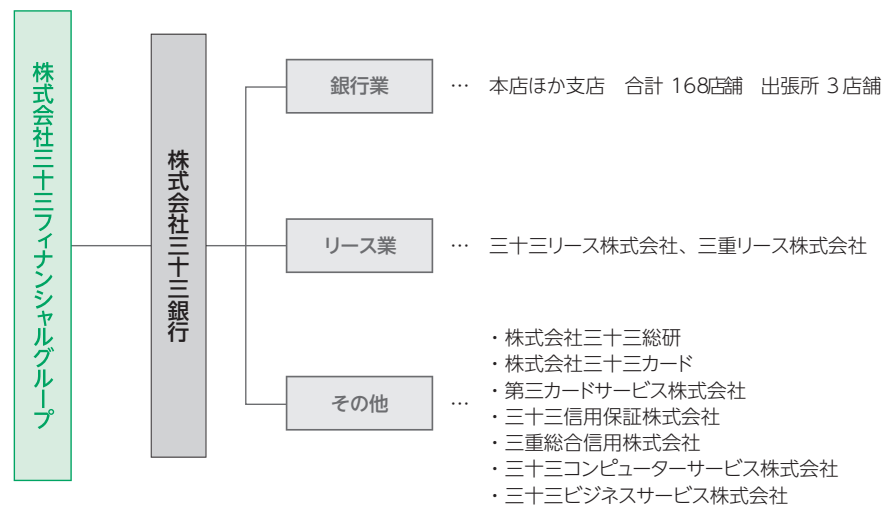 株式会社三十三フィナンシャルグループ
株式会社三十三銀行
銀行業 … 本店ほか支店 合計 168店舗 出張所 3店舗
リース業 … 三十三リース株式会社、三重リース株式会社
その他 …
・株式会社三十三総研
・株式会社三十三カード
・第三カードサービス株式会社
・三十三信用保証株式会社
・三重総合信用株式会社
・三十三コンピューターサービス株式会社
・三十三ビジネスサービス株式会社